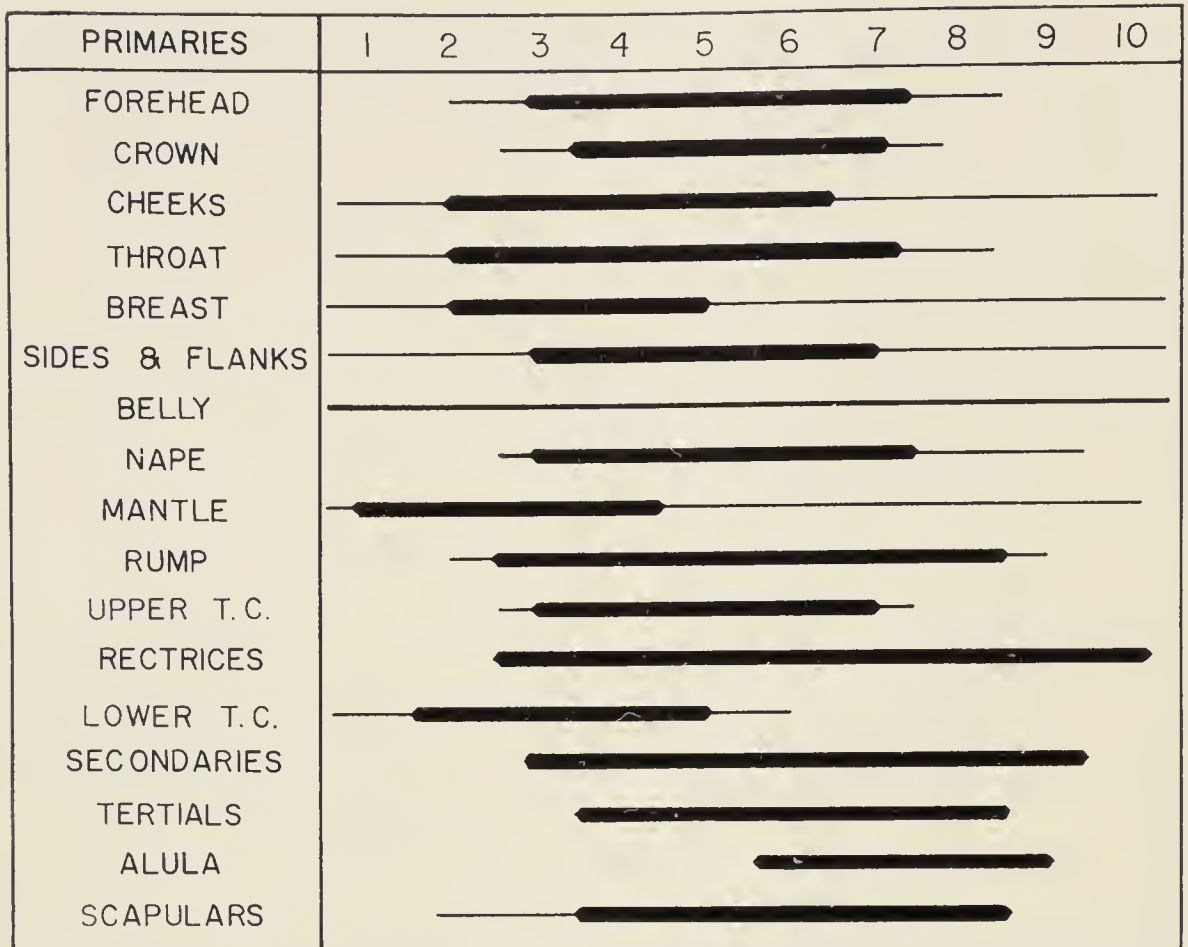 PRIMARIES 1 2 3 4 5 6 7 8 9 10
FOREHEAD
CROWN
CHEEKS
THROAT
BREAST
SIDES & FLANKS
BELLY
NAPE
MANTLE
RUMP
UPPER T.C.
RECTRICES
LOWER T.C.
SECONDARIES
TERTIALS
ALULA
SCAPULARS